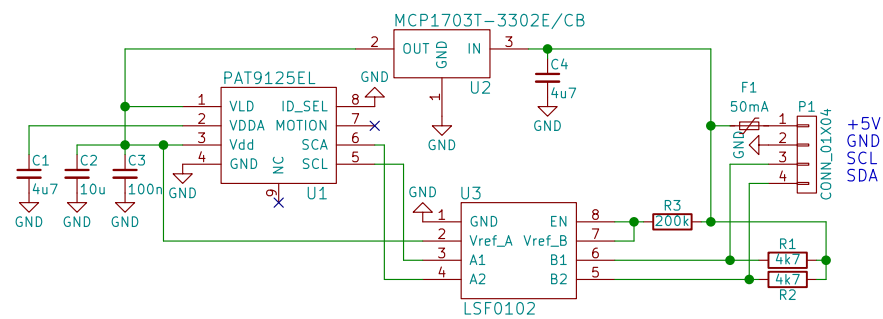 MCP1703T-3302E/CB
2 OUT GND IN 3
1
GND
U2
C4
4u7
GND
PAT9125EL
GND
1 VLD ID_SEL 8
2 VDDA MOTION 7
3 Vdd SCA 6
4 GND SCL 5
NC
9
U1
GND
C1
4u7
GND
C2
10u
GND
C3
100n
GND
F1
50mA
P1
1 +5V
2 GND
3 SCL
4 SDA
GND
CONN_01X04
U3
GND
1 GND EN 8
2 Vref_A Vref_B 7
3 A1 B1 6
4 A2 B2 5
LSF0102
R3
200k
R1
4k7
4k7
R2